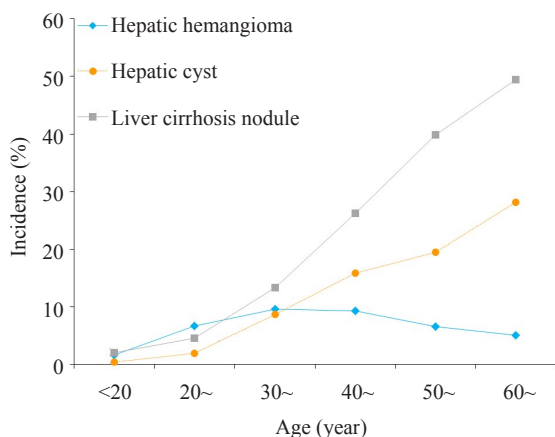 60
50
40
30
20
10
0
Incidence (%)
Hepatic hemangioma
Hepatic cyst
Liver cirrhosis nodule
<20 20~ 30~ 40~ 50~ 60~
Age (year)